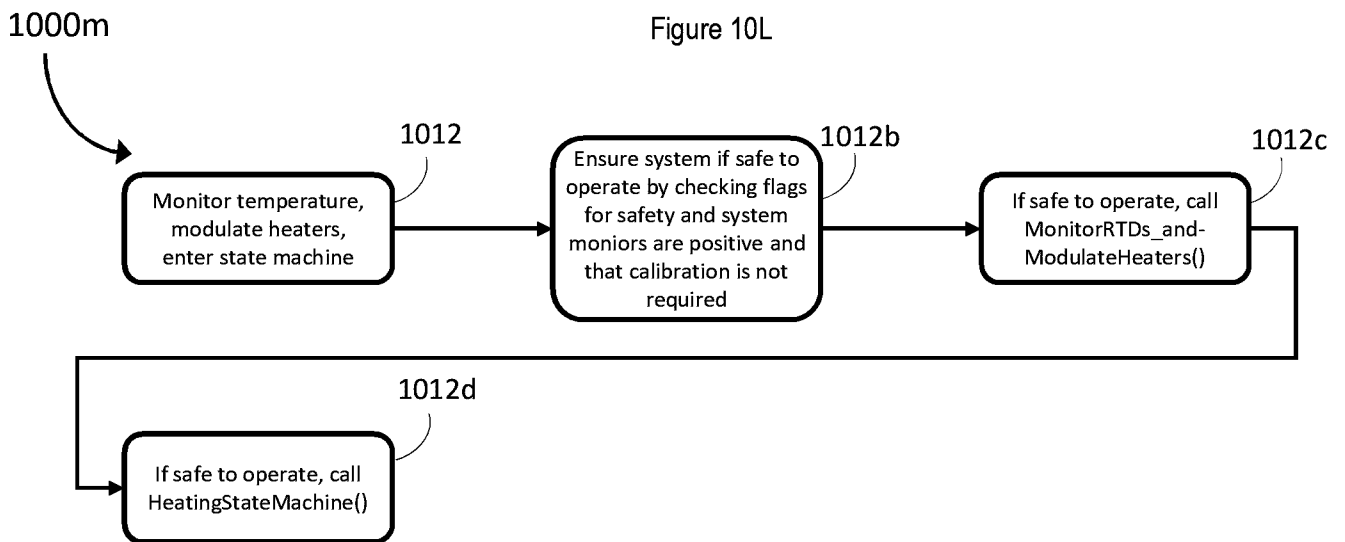 1000m
Figure 10L
1012
Monitor temperature,
modulate heaters,
enter state machine
1012b
Ensure system if safe to
operate by checking flags
for safety and system
moniors are positive and
that calibration is not
required
1012c
If safe to operate, call
MonitorRTDs_and-
ModulateHeaters()
1012d
If safe to operate, call
HeatingStateMachine()